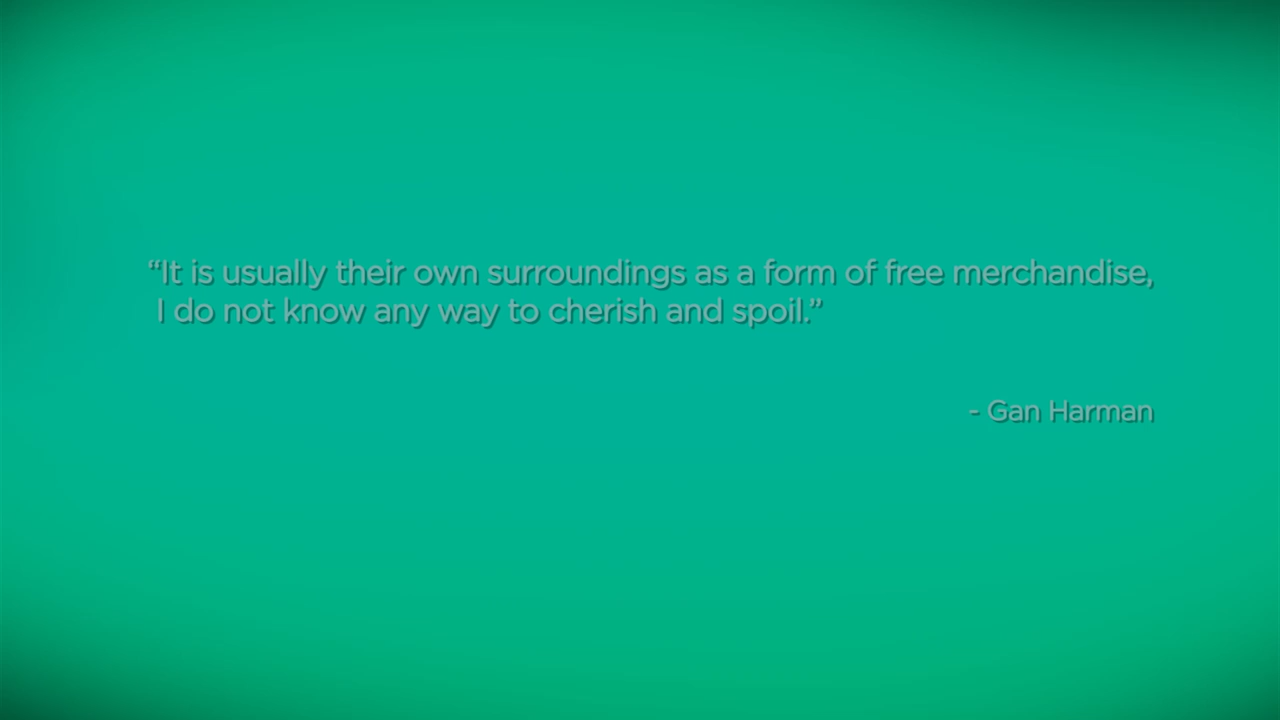 “It is usually their own surroundings as a form of free merchandise,
I do not know any way to cherish and spoil.”
- Gan Harman